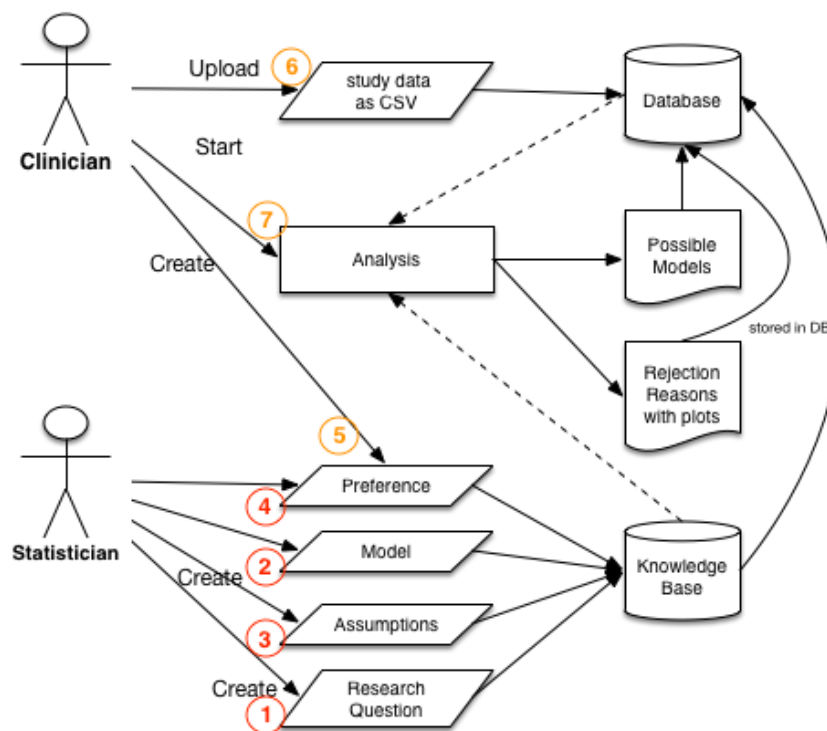 Upload
6
study data
as CSV
Database
Clinician
Start
7
Analysis
Possible
Models
Create
stored in DB
Rejection
Reasons
with plots
5
Preference
4
Statistician
Model
2
Create
Knowledge
Base
Assumptions
3
Create
Research
Question
1